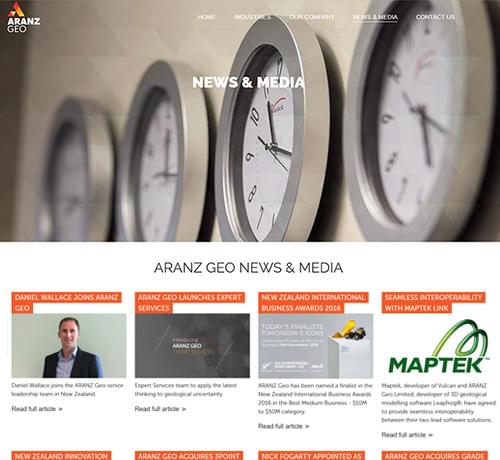 ARANZ
GEO
HOME INDUSTRIES OUR COMPANY NEWS & MEDIA CONTACT US
NEWS & MEDIA
ARANZ GEO NEWS & MEDIA
DANIEL WALLACE JOINS ARANZ
GEO
Daniel Wallace joins the ARANZ Geo senior
leadership team in New Zealand.
Read full article >
ARANZ GEO LAUNCHES EXPERT
SERVICES
Introducing
ARANZ GEO
EXPERT SERVICES
Expert Services team to apply the latest
thinking to geological uncertainty.
Read full article >
NEW ZEALAND INTERNATIONAL
BUSINESS AWARDS 2016
TODAY'S FINALISTS
TOMORROW'S ICONS
ARANZ Geo has been named a finalist in the
New Zealand International Business Awards
2016 in the Best Medium Business - $10M
to $50M category.
Read full article >
SEAMLESS INTEROPERABILITY
WITH MAPTEK LINK
MAPTEK
Maptek, developer of Vulcan and ARANZ
Geo Limited, developer of 3D geological
modelling software Leapfrog®, have agreed
to provide seamless interoperability
between their two lead software solutions.
Read full article >
NEW ZEALAND INNOVATION
ARANZ GEO ACQUIRES 3POINT
NICK FOGARTY APPOINTED AS
ARANZ GEO ACQUIRES GRADE